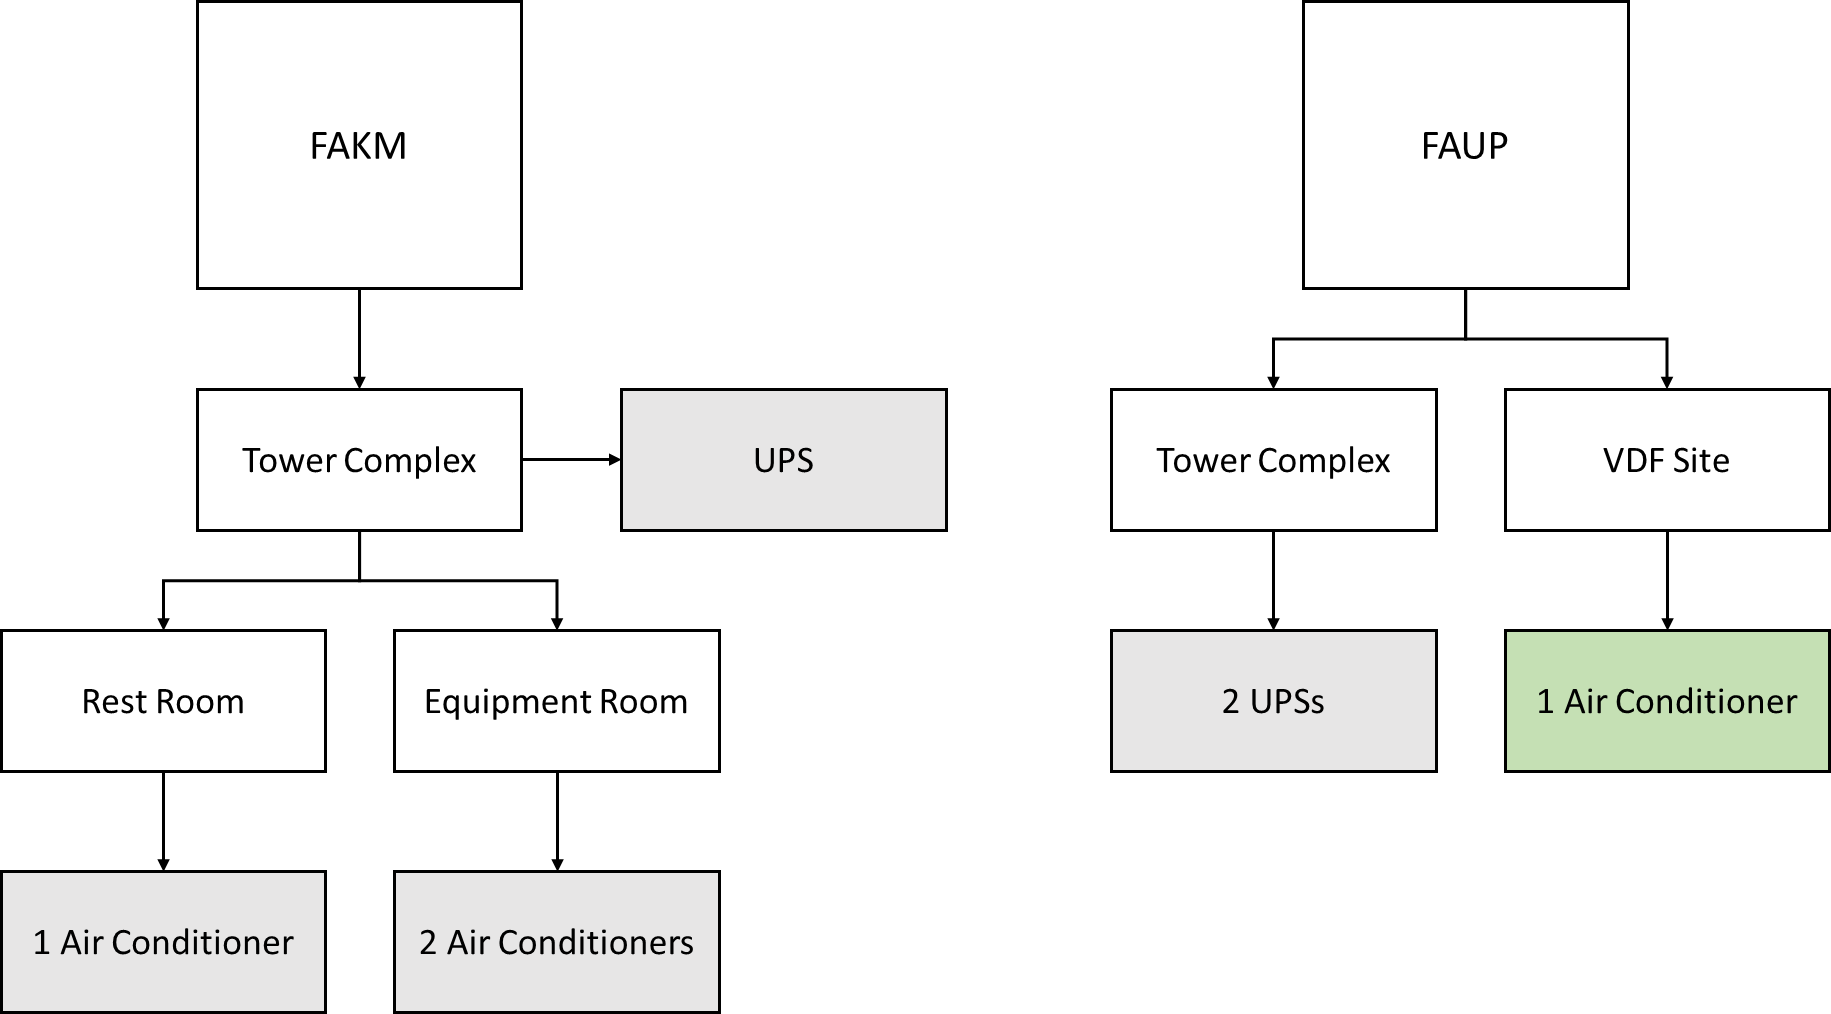 FAKM
FAUP
Tower Complex
UPS
Tower Complex
VDF Site
Rest Room
Equipment Room
2 UPSs
1 Air Conditioner
1 Air Conditioner
2 Air Conditioners